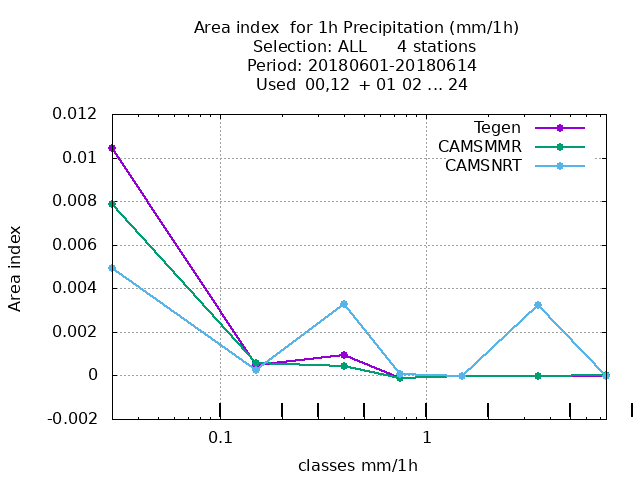 Area index  for 1h Precipitation (mm/1h)
Selection: ALL      4 stations
Period: 20180601-20180614
Used  00,12  + 01 02 ... 24
Tegen
CAMSMMR
CAMSNRT
0.012
0.01
0.008
0.006
0.004
0.002
0
-0.002
Area index
0.1
1
classes mm/1h